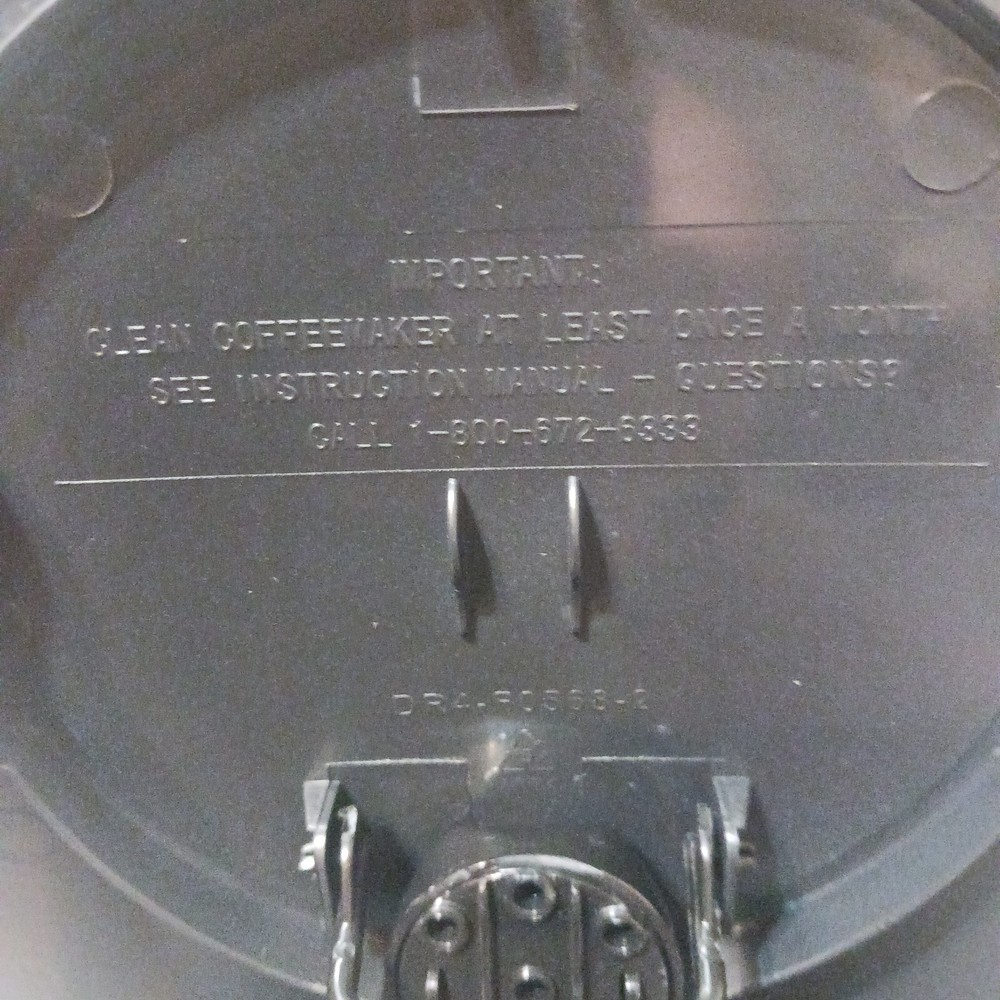 IMPORTANT:
CLEAN COFFEEMAKER AT LEAST ONCE A MONTH
SEE INSTRUCTION MANUAL - QUESTIONS?
CALL 1-800-672-6333